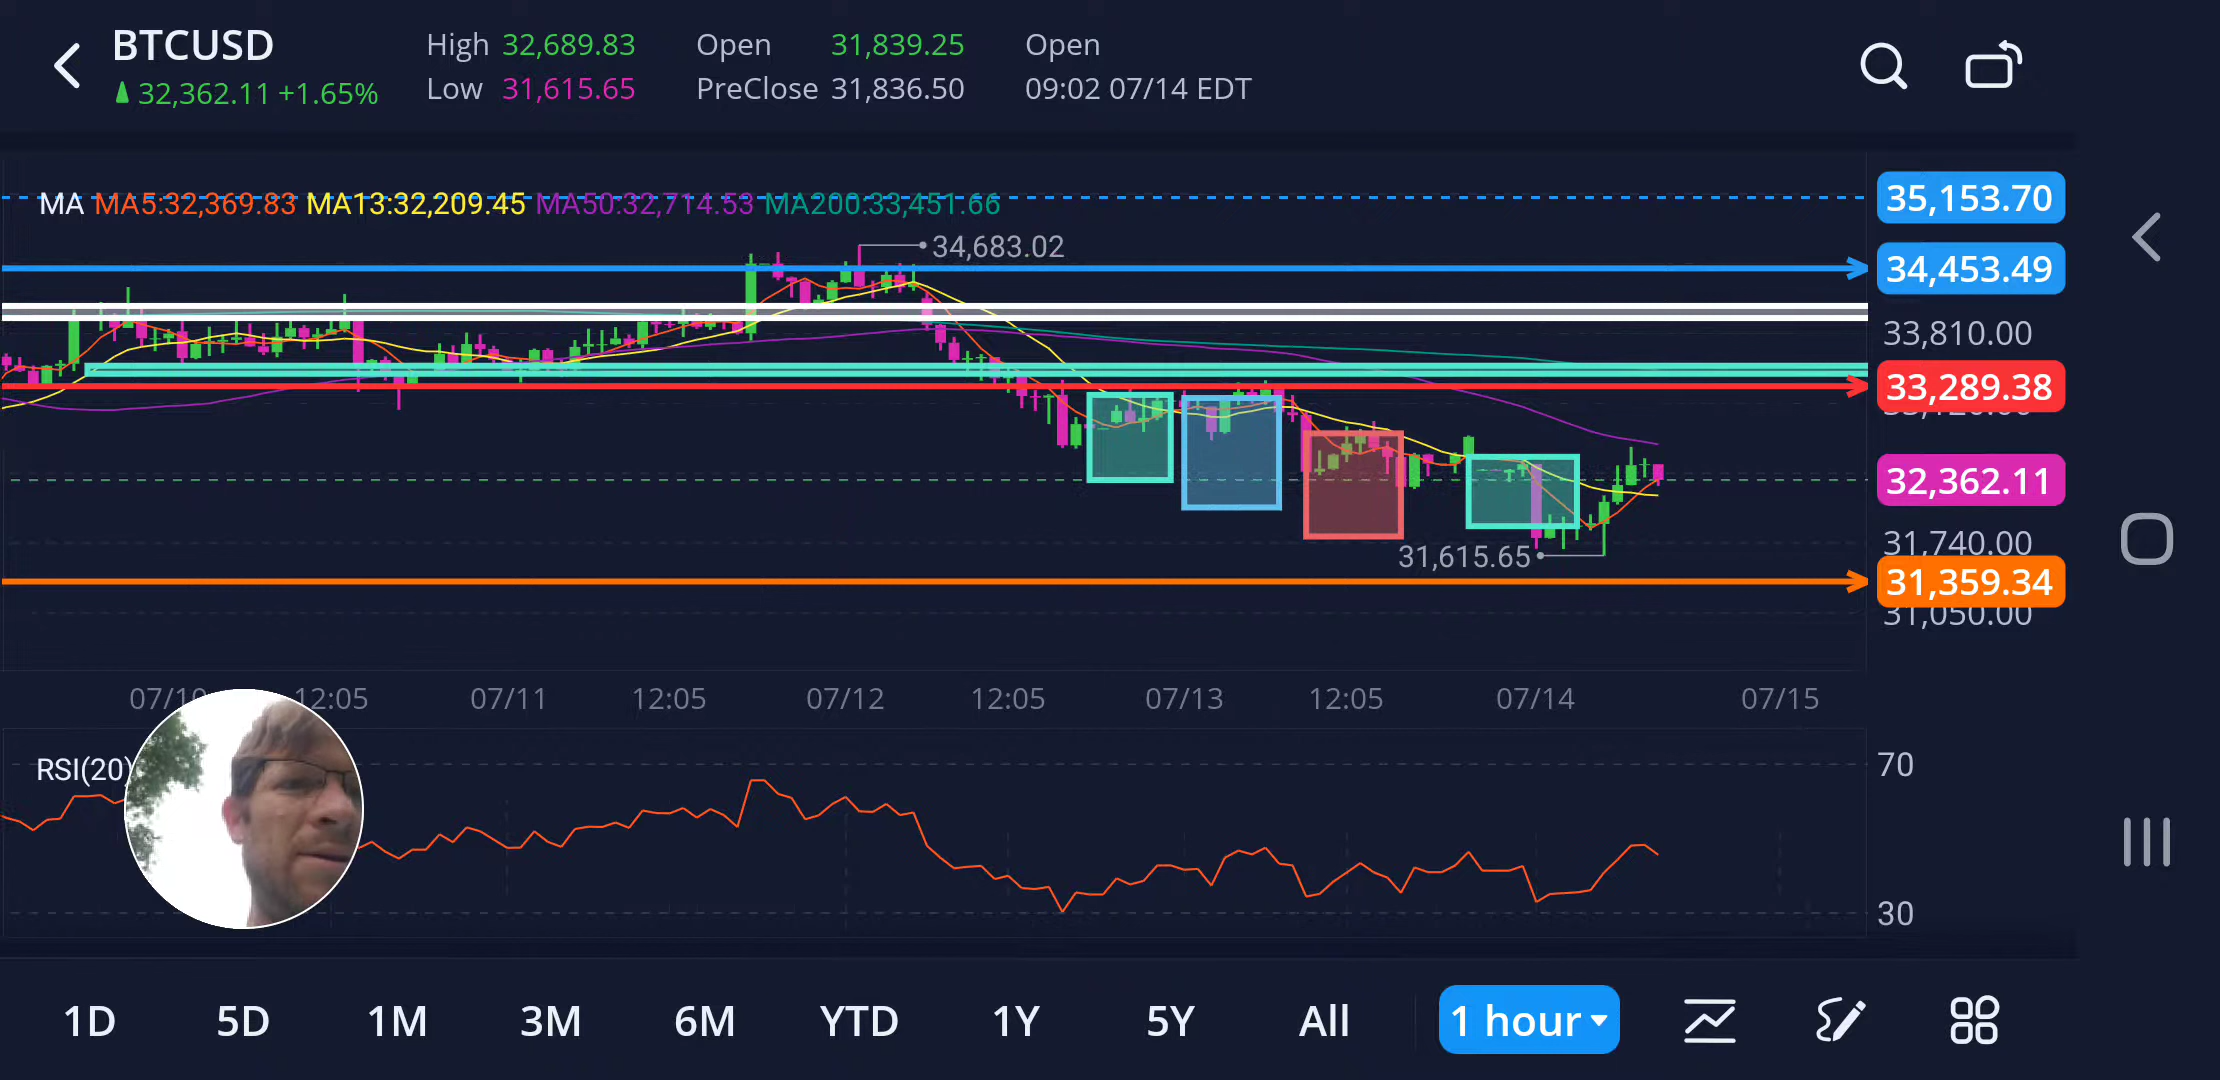 BTCUSD
32,362.11 +1.65%
High 32,689.83
Low 31,615.65
Open 31,839.25
PreClose 31,836.50
Open
09:02 07/14 EDT
MA MA5:32,369.83 MA13:32,209.45 MA50:32,714.53 MA200:33,451.66
35,153.70
34,683.02
34,453.49
33,810.00
33,289.38
32,362.11
31,740.00
31,615.65
31,359.34
31,050.00
07/10 12:05 07/11 12:05 07/12 12:05 07/13 12:05 07/14 07/15
RSI(20)
70
30
1D 5D 1M 3M 6M YTD 1Y 5Y All 1 hour